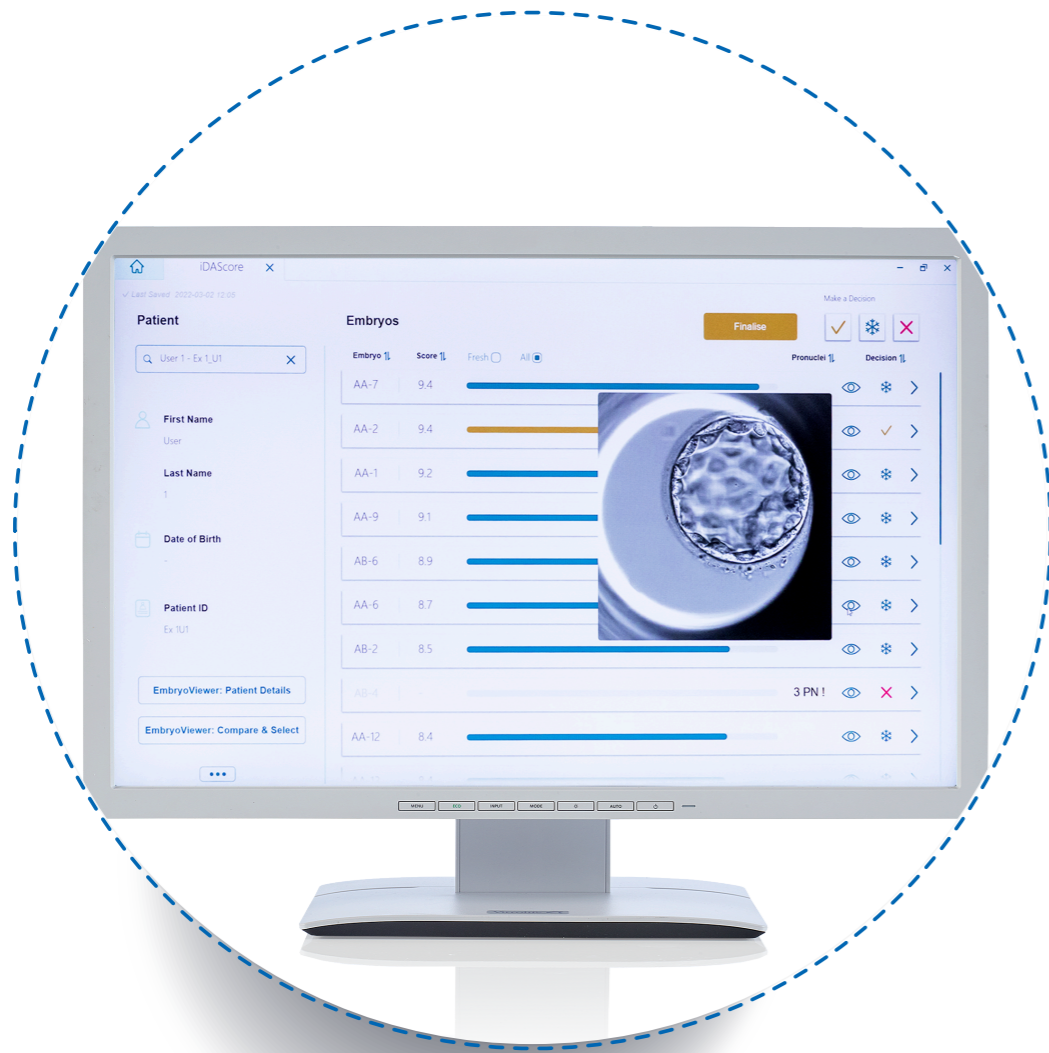 iDAScore
✓ Last Saved: 2023-03-02 12:05
Make a Decision
Patient
Embryos
Finalise
User 1 - Ex 1_U1
Embryo
Score
Fresh
All
Pronuclei
Decision
AA-7 9.4
First Name
User
AA-2 9.4
Last Name
1
AA-1 9.2
AA-9 9.1
Date of Birth
-
AB-6 8.9
Patient ID
Ex 1U1
AA-6 8.7
AB-2 8.5
EmbryoViewer: Patient Details
AB-4 -
3 PN !
EmbryoViewer: Compare & Select
AA-12 8.4
MENU
ECO
INPUT
MODE
AUTO